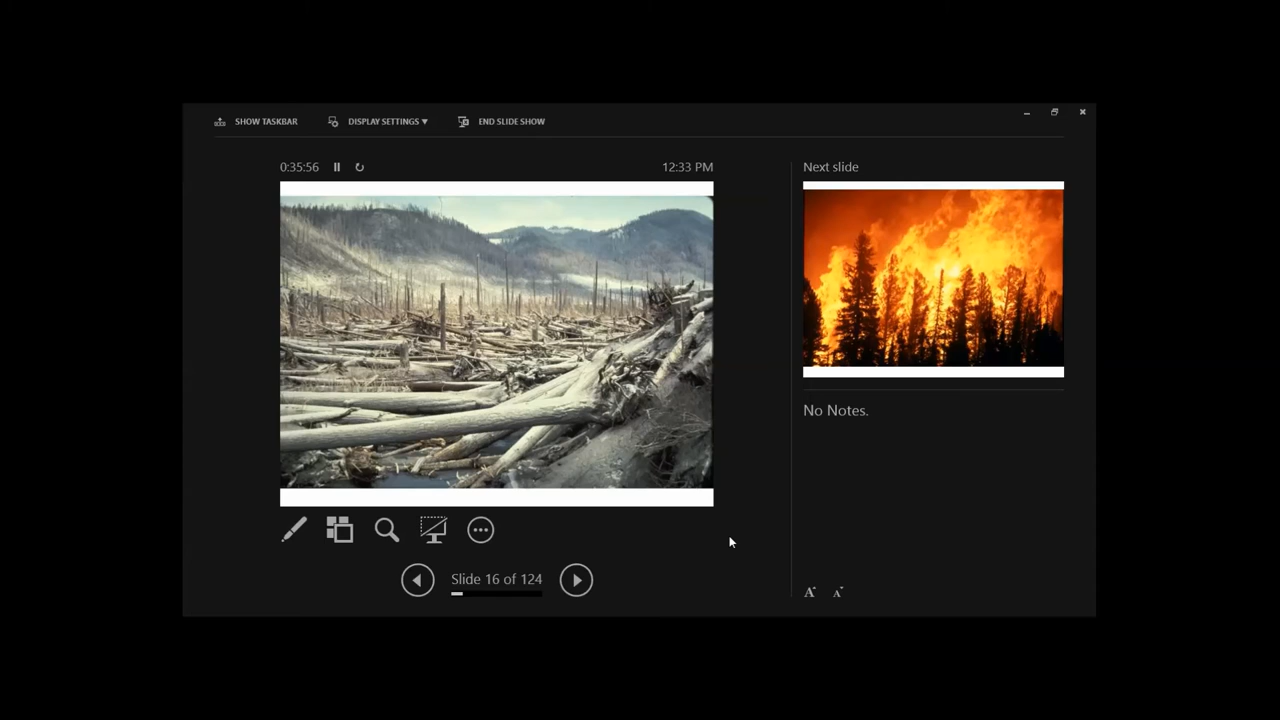 SHOW TASKBAR
DISPLAY SETTINGS ▼
END SLIDE SHOW
0:35:56
12:33 PM
Next slide
No Notes.
Slide 16 of 124
A A